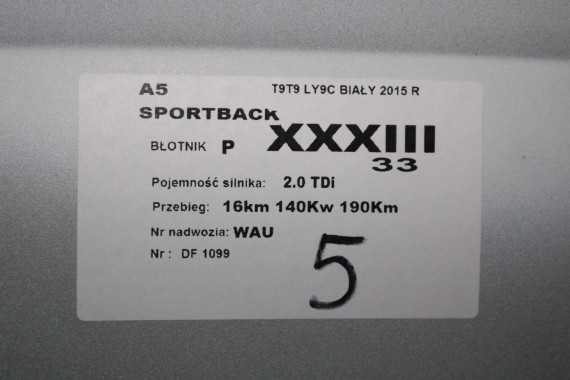 A5 T9T9 LY9C BIAŁY 2015 R
SPORTBACK
BŁOTNIK P XXXIII
33
Pojemność silnika: 2.0 TDi
Przebieg: 16km 140Kw 190Km
Nr nadwozia: WAU
Nr : DF 1099
5